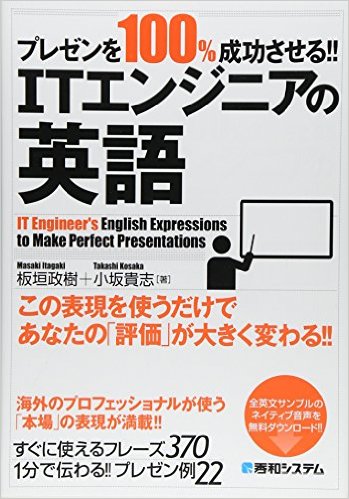 プレゼンを100%成功させる!!
ITエンジニアの
英語
IT Engineer's English Expressions
to Make Perfect Presentations
Masaki Itagaki Takashi Kosaka
板垣政樹+小坂貴志[著]
この表現を使うだけで
あなたの「評価」が大きく変わる!!
海外のプロフェッショナルが使う
「本場」の表現が満載!!
すぐに使えるフレーズ370
1分で伝わる!!プレゼン例22
全英文サンプルの
ネイティブ音声を
無料ダウンロード!!
秀和システム